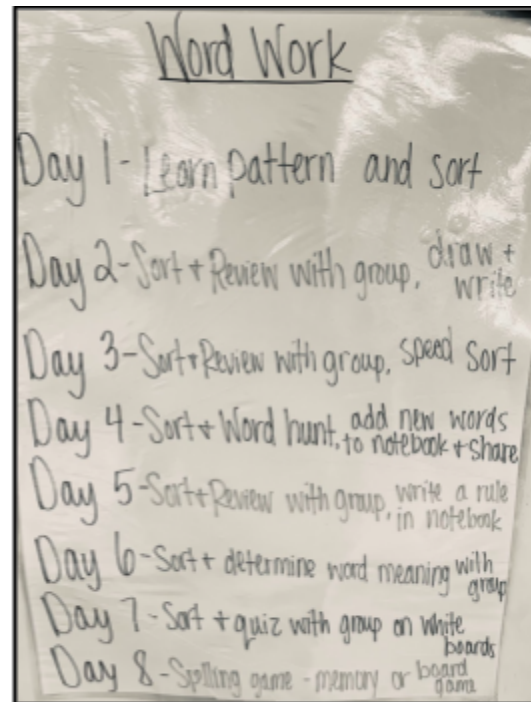 Word Work
Day 1 - Learn pattern and sort
Day 2 - Sort + Review with group, draw + write
Day 3 - Sort + Review with group, speed sort
Day 4 - Sort + Word hunt, add new words to notebook + share
Day 5 - Sort + Review with group, write a rule in notebook
Day 6 - Sort + determine word meaning with group
Day 7 - Sort + quiz with group on white boards
Day 8 - Spelling game - memory or board game